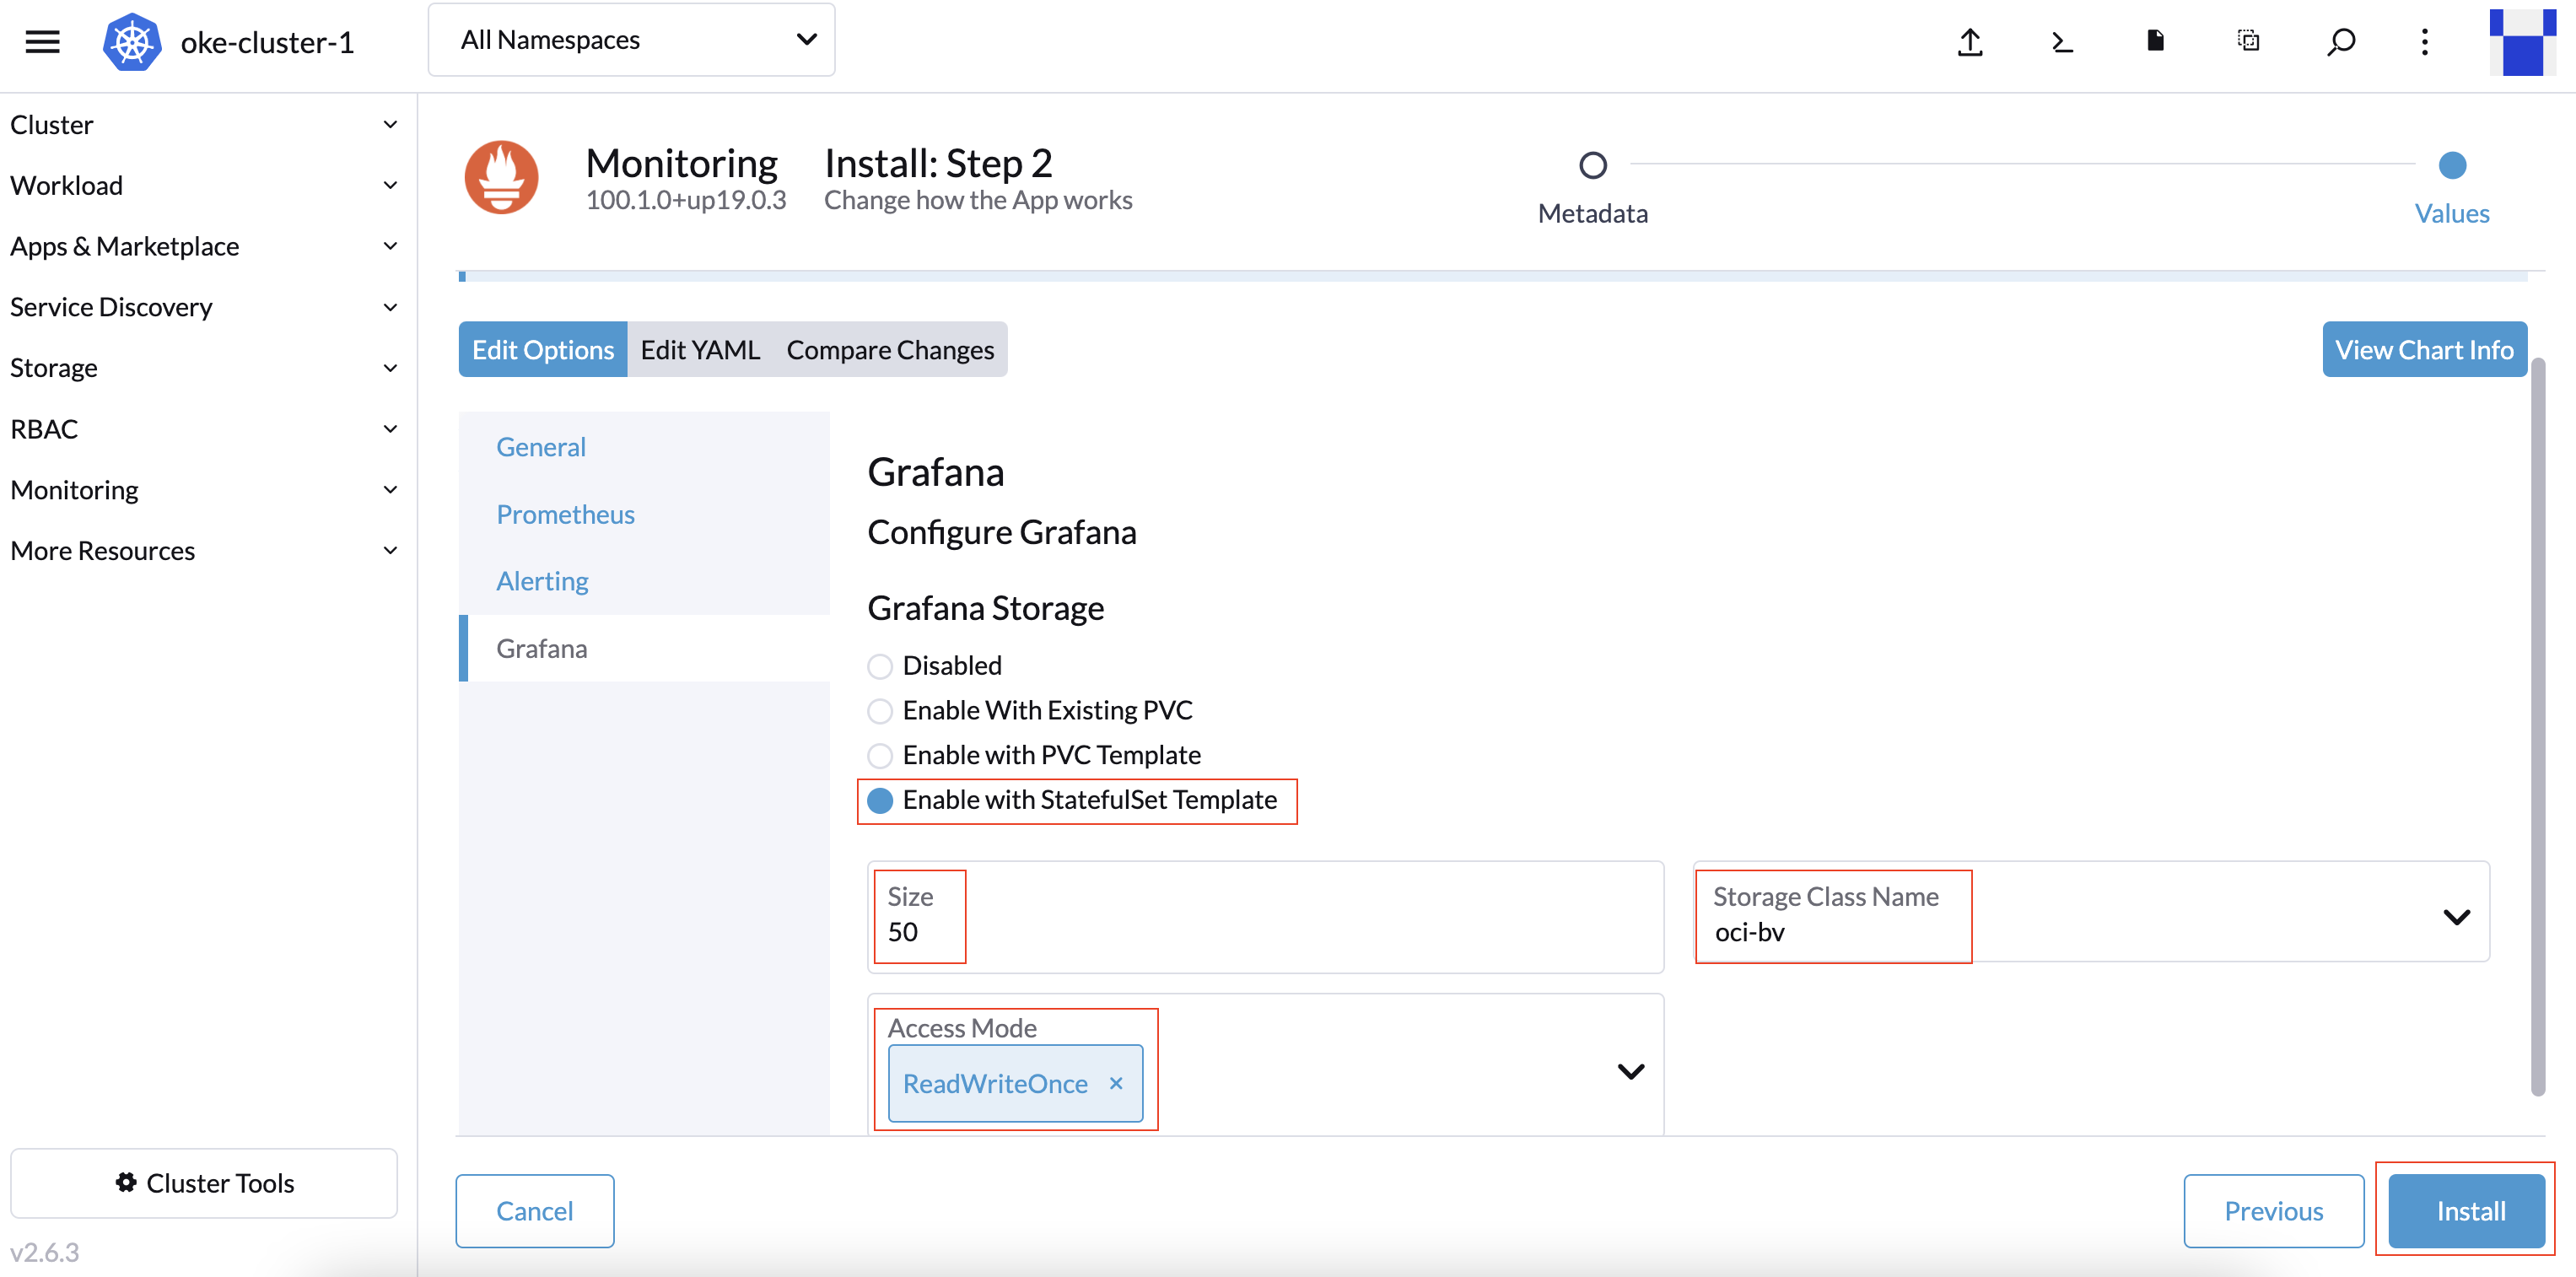 oke-cluster-1
All Namespaces
Cluster
Workload
Apps & Marketplace
Service Discovery
Storage
RBAC
Monitoring
More Resources
Cluster Tools
v2.6.3
Monitoring
100.1.0+up19.0.3
Install: Step 2
Change how the App works
Metadata
Values
Edit Options
Edit YAML
Compare Changes
View Chart Info
General
Prometheus
Alerting
Grafana
Grafana
Configure Grafana
Grafana Storage
Disabled
Enable With Existing PVC
Enable with PVC Template
Enable with StatefulSet Template
Size
50
Storage Class Name
oci-bv
Access Mode
ReadWriteOnce ×
Cancel
Previous
Install